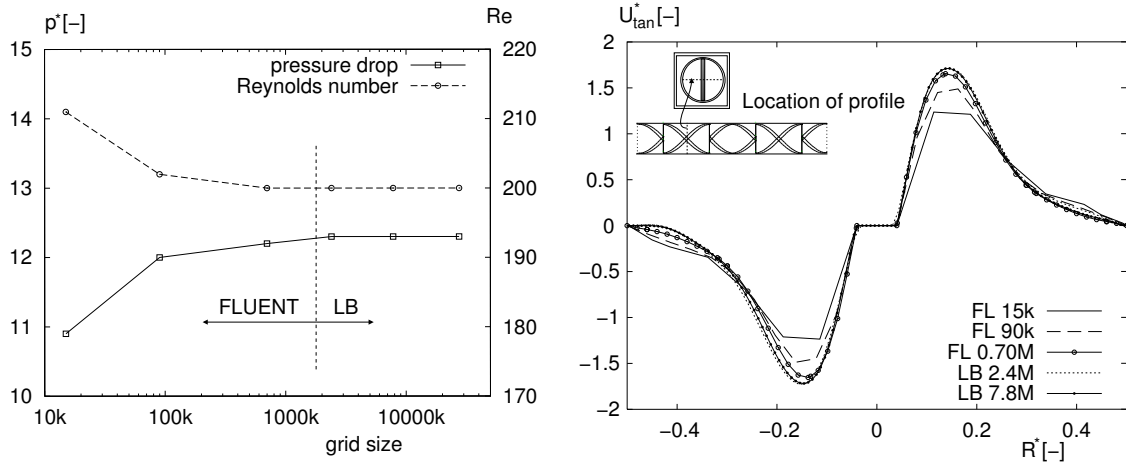 p*[–]
Re
15
14
13
12
11
10
220
210
200
190
180
170
pressure drop
Reynolds number
FLUENT
LB
10k
100k
1000k
10000k
grid size
U*tan[–]
2
1.5
1
0.5
0
−0.5
−1
−1.5
−2
Location of profile
FL 15k
FL 90k
FL 0.70M
LB 2.4M
LB 7.8M
−0.4
−0.2
0
0.2
0.4
R*[–]